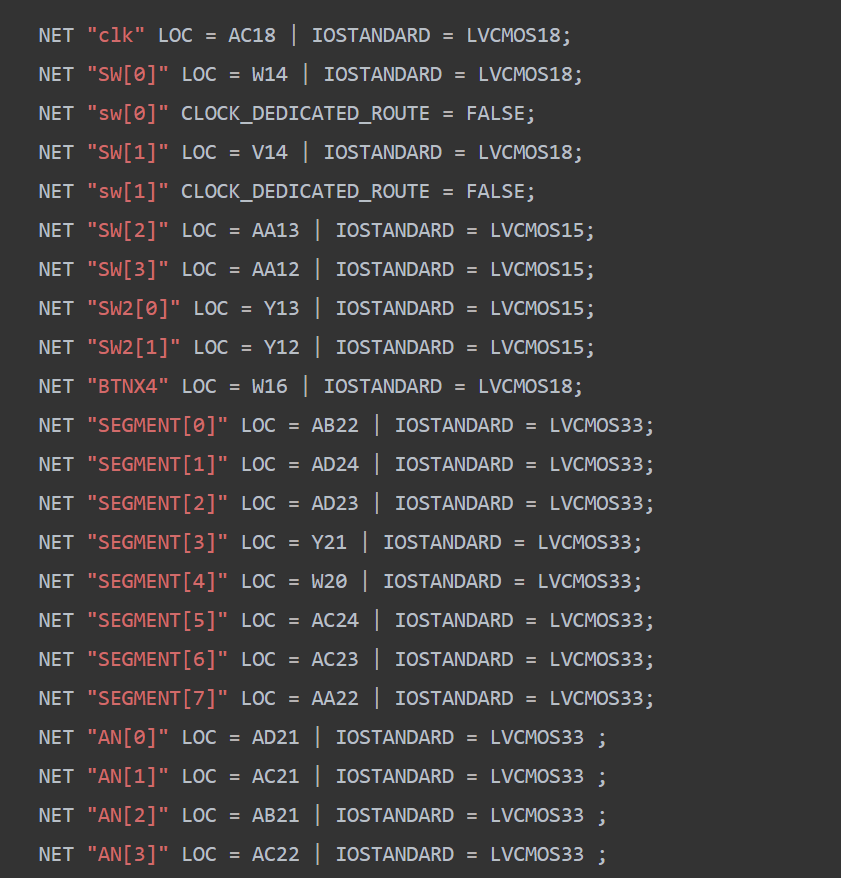 NET "clk" LOC = AC18 | IOSTANDARD = LVCMOS18;
NET "SW[0]" LOC = W14 | IOSTANDARD = LVCMOS18;
NET "sw[0]" CLOCK_DEDICATED_ROUTE = FALSE;
NET "SW[1]" LOC = V14 | IOSTANDARD = LVCMOS18;
NET "sw[1]" CLOCK_DEDICATED_ROUTE = FALSE;
NET "SW[2]" LOC = AA13 | IOSTANDARD = LVCMOS15;
NET "SW[3]" LOC = AA12 | IOSTANDARD = LVCMOS15;
NET "SW2[0]" LOC = Y13 | IOSTANDARD = LVCMOS15;
NET "SW2[1]" LOC = Y12 | IOSTANDARD = LVCMOS15;
NET "BTNX4" LOC = W16 | IOSTANDARD = LVCMOS18;
NET "SEGMENT[0]" LOC = AB22 | IOSTANDARD = LVCMOS33;
NET "SEGMENT[1]" LOC = AD24 | IOSTANDARD = LVCMOS33;
NET "SEGMENT[2]" LOC = AD23 | IOSTANDARD = LVCMOS33;
NET "SEGMENT[3]" LOC = Y21 | IOSTANDARD = LVCMOS33;
NET "SEGMENT[4]" LOC = W20 | IOSTANDARD = LVCMOS33;
NET "SEGMENT[5]" LOC = AC24 | IOSTANDARD = LVCMOS33;
NET "SEGMENT[6]" LOC = AC23 | IOSTANDARD = LVCMOS33;
NET "SEGMENT[7]" LOC = AA22 | IOSTANDARD = LVCMOS33;
NET "AN[0]" LOC = AD21 | IOSTANDARD = LVCMOS33 ;
NET "AN[1]" LOC = AC21 | IOSTANDARD = LVCMOS33 ;
NET "AN[2]" LOC = AB21 | IOSTANDARD = LVCMOS33 ;
NET "AN[3]" LOC = AC22 | IOSTANDARD = LVCMOS33 ;